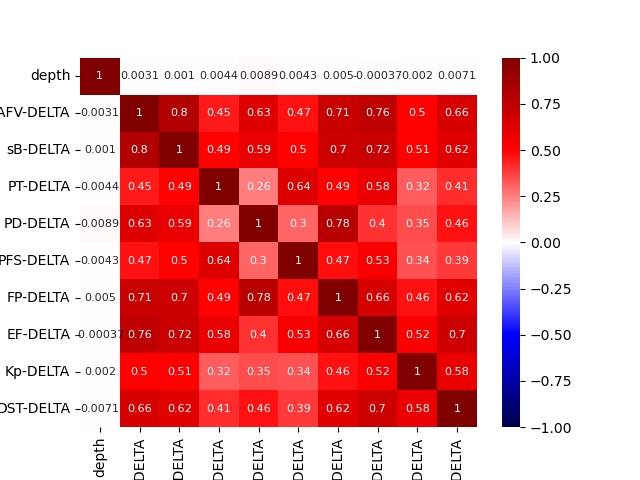 depth 1 0.0031 0.001 0.0044 0.0089 0.0043 0.005 -0.00037 0.002 0.0071
AFV-DELTA 0.0031 1 0.8 0.45 0.63 0.47 0.71 0.76 0.5 0.66
sB-DELTA 0.001 0.8 1 0.49 0.59 0.5 0.7 0.72 0.51 0.62
PT-DELTA 0.0044 0.45 0.49 1 0.26 0.64 0.49 0.58 0.32 0.41
PD-DELTA 0.0089 0.63 0.59 0.26 1 0.3 0.78 0.4 0.35 0.46
PFS-DELTA 0.0043 0.47 0.5 0.64 0.3 1 0.47 0.53 0.34 0.39
FP-DELTA 0.005 0.71 0.7 0.49 0.78 0.47 1 0.66 0.46 0.62
EF-DELTA -0.00037 0.76 0.72 0.58 0.4 0.53 0.66 1 0.52 0.7
Kp-DELTA 0.002 0.5 0.51 0.32 0.35 0.34 0.46 0.52 1 0.58
DST-DELTA 0.0071 0.66 0.62 0.41 0.46 0.39 0.62 0.7 0.58 1
depth DELTA DELTA DELTA DELTA DELTA DELTA DELTA DELTA DELTA
1.00
0.75
0.50
0.25
0.00
−0.25
−0.50
−0.75
−1.00